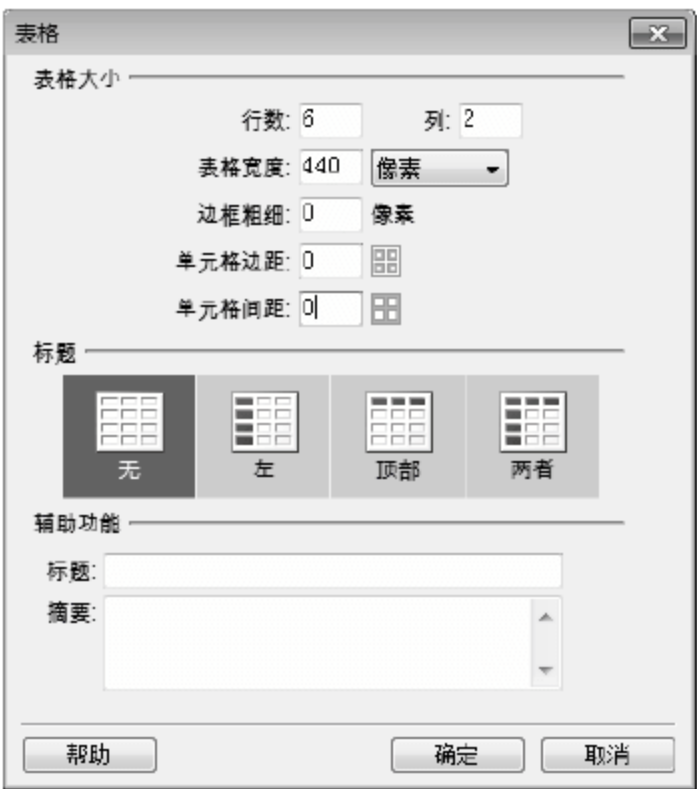 表格
表格大小
行数: 6 列: 2
表格宽度: 440 像素
边框粗细: 0 像素
单元格边距: 0
单元格间距: 0
标题
无 左 顶部 两者
辅助功能
标题:
摘要:
帮助 确定 取消